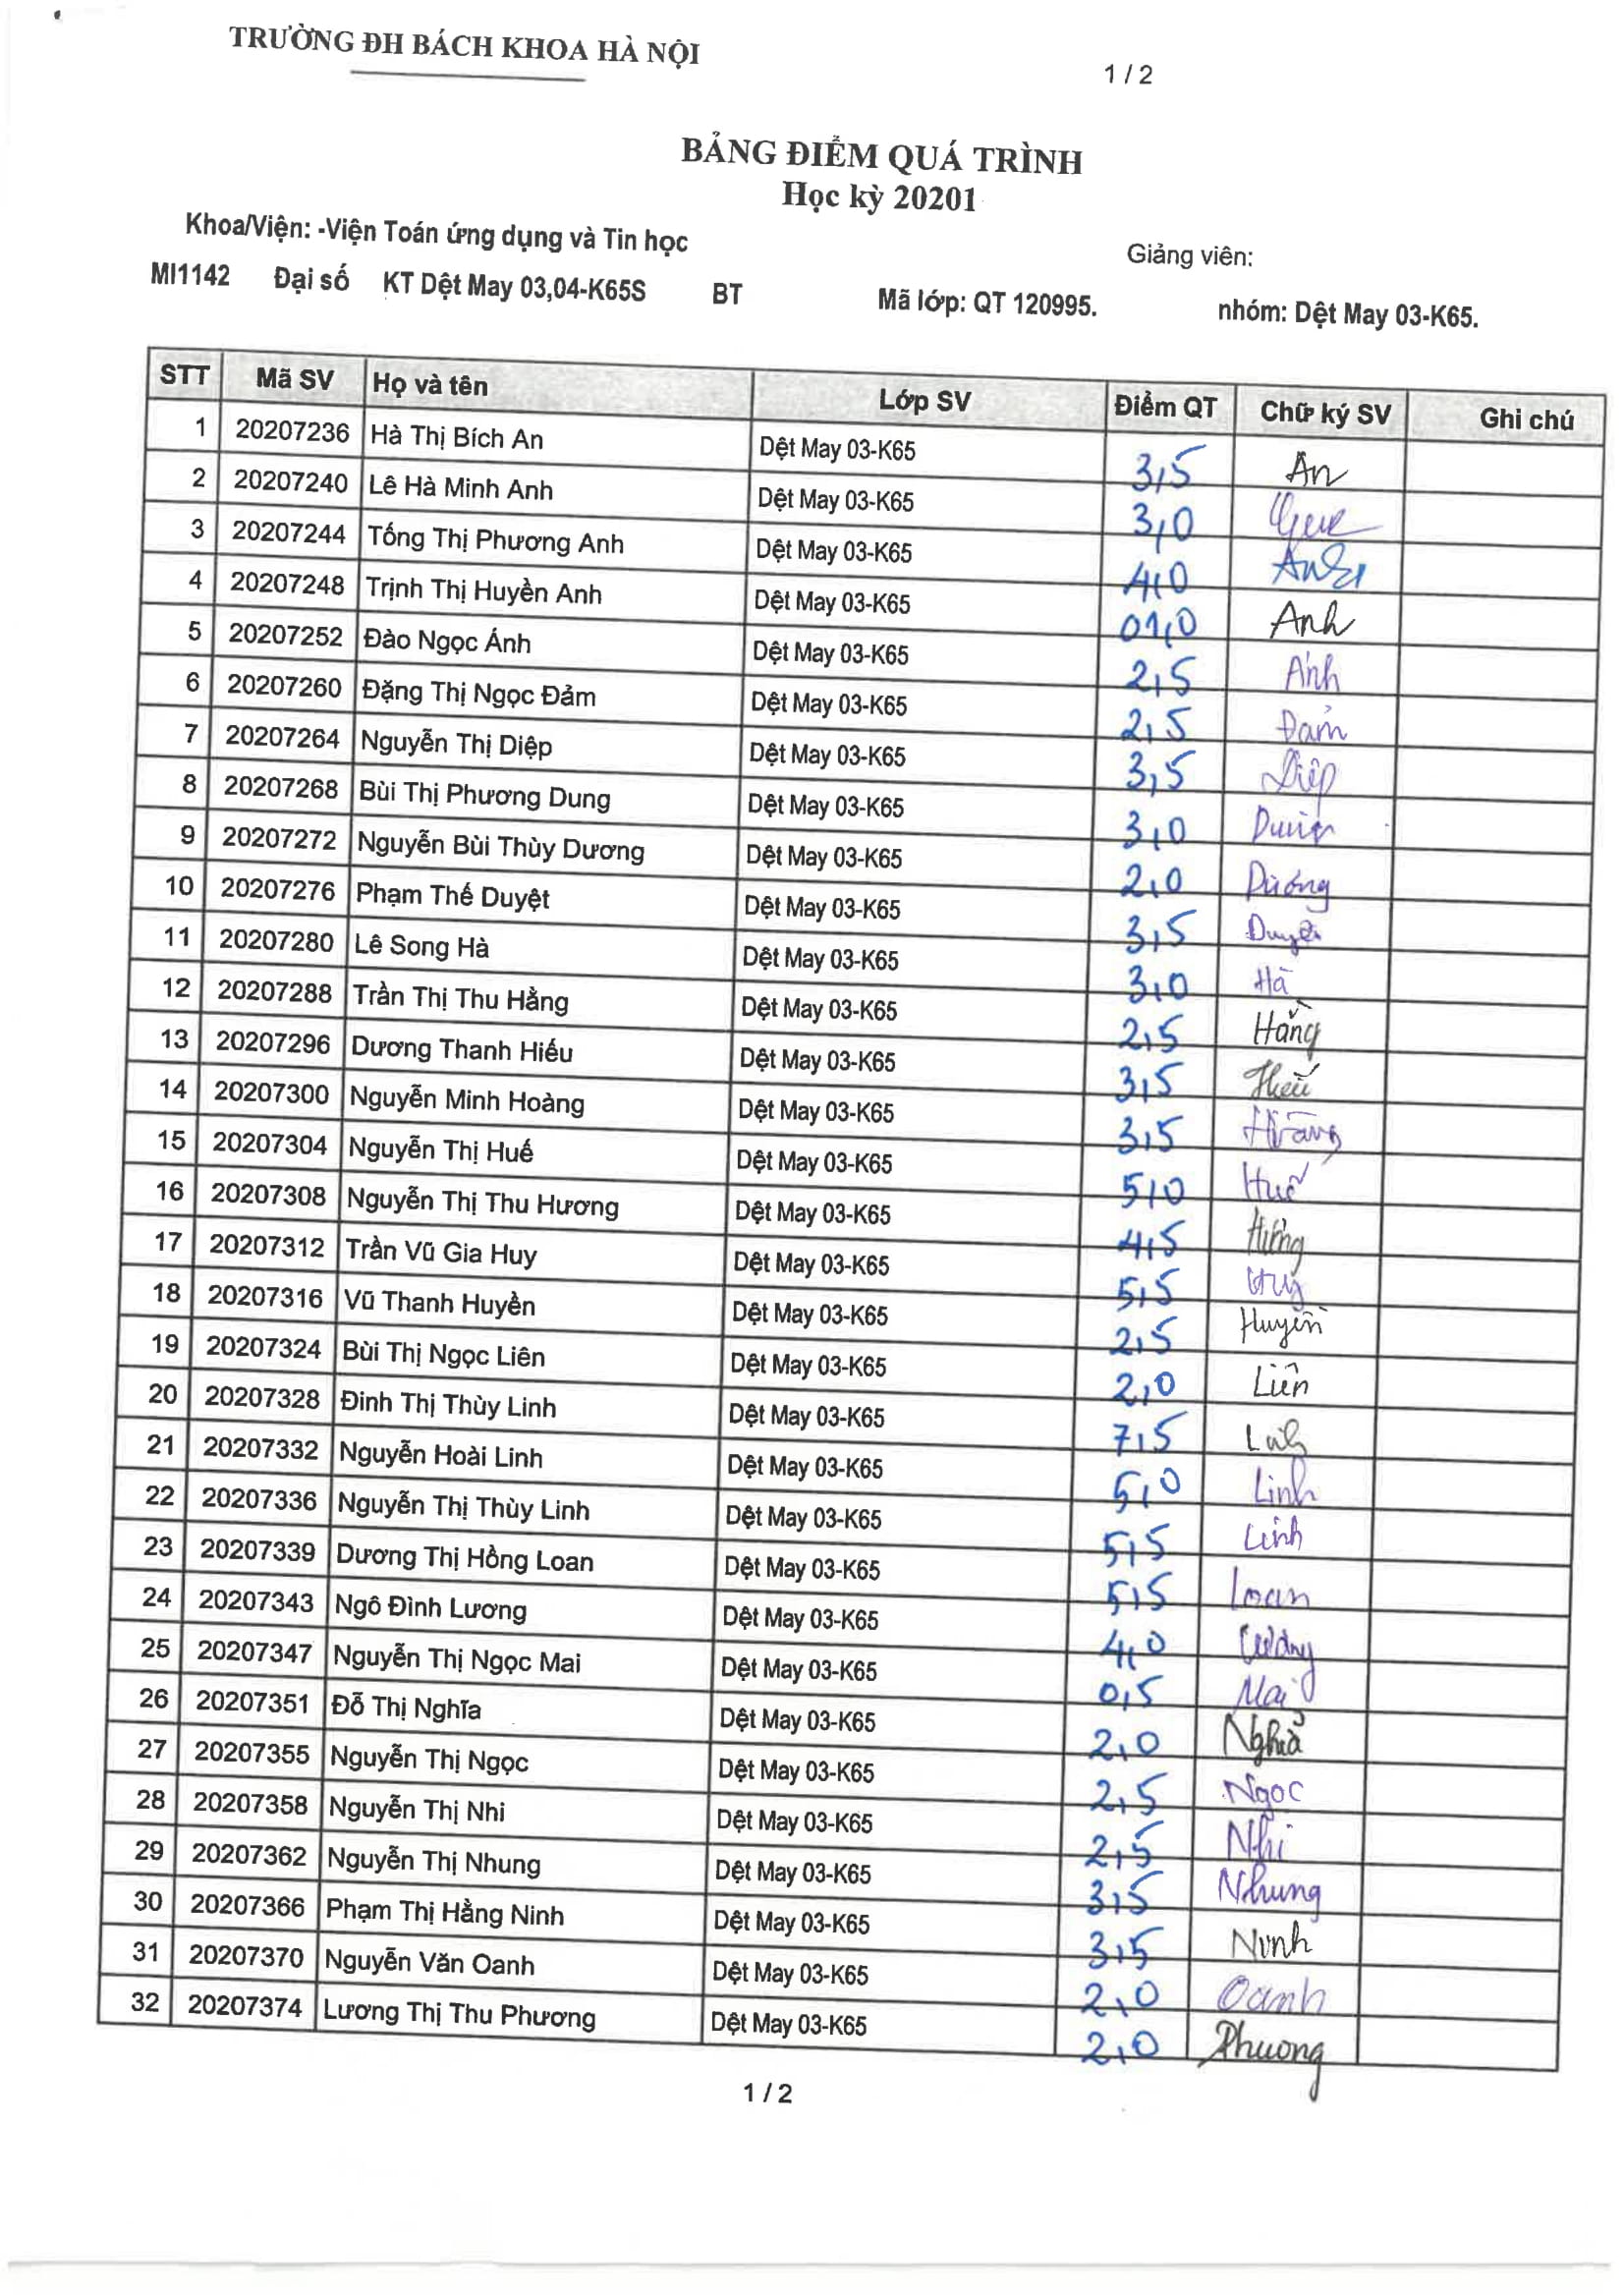 TRƯỜNG ĐH BÁCH KHOA HÀ NỘI
1 / 2
BẢNG ĐIỂM QUÁ TRÌNH
Học kỳ 20201
Khoa/Viện: -Viện Toán ứng dụng và Tin học Giảng viên:
MI1142 Đại số KT Dệt May 03,04-K65S BT Mã lớp: QT 120995. nhóm: Dệt May 03-K65.
STT Mã SV Họ và tên Lớp SV Điểm QT Chữ ký SV Ghi chú
1 20207236 Hà Thị Bích An Dệt May 03-K65 3,5 An
2 20207240 Lê Hà Minh Anh Dệt May 03-K65 3,0
3 20207244 Tống Thị Phương Anh Dệt May 03-K65 4,0 Anh
4 20207248 Trịnh Thị Huyền Anh Dệt May 03-K65 01,0 Anh
5 20207252 Đào Ngọc Ánh Dệt May 03-K65 2,5 Ánh
6 20207260 Đặng Thị Ngọc Đảm Dệt May 03-K65 2,5 Đảm
7 20207264 Nguyễn Thị Diệp Dệt May 03-K65 3,5 Diệp
8 20207268 Bùi Thị Phương Dung Dệt May 03-K65 3,0 Dung
9 20207272 Nguyễn Bùi Thùy Dương Dệt May 03-K65 2,0 Dương
10 20207276 Phạm Thế Duyệt Dệt May 03-K65 3,5 Duyệt
11 20207280 Lê Song Hà Dệt May 03-K65 3,0 Hà
12 20207288 Trần Thị Thu Hằng Dệt May 03-K65 2,5 Hằng
13 20207296 Dương Thanh Hiếu Dệt May 03-K65 3,5 Hiếu
14 20207300 Nguyễn Minh Hoàng Dệt May 03-K65 3,5 Hoàng
15 20207304 Nguyễn Thị Huế Dệt May 03-K65 5,0 Huế
16 20207308 Nguyễn Thị Thu Hương Dệt May 03-K65 4,5 Hương
17 20207312 Trần Vũ Gia Huy Dệt May 03-K65 5,5 Huy
18 20207316 Vũ Thanh Huyền Dệt May 03-K65 2,5 Huyền
19 20207324 Bùi Thị Ngọc Liên Dệt May 03-K65 2,0 Liên
20 20207328 Đinh Thị Thùy Linh Dệt May 03-K65 7,5 Linh
21 20207332 Nguyễn Hoài Linh Dệt May 03-K65 5,0 Linh
22 20207336 Nguyễn Thị Thùy Linh Dệt May 03-K65 5,5 Linh
23 20207339 Dương Thị Hồng Loan Dệt May 03-K65 5,5 Loan
24 20207343 Ngô Đình Lương Dệt May 03-K65 4,0 Lương
25 20207347 Nguyễn Thị Ngọc Mai Dệt May 03-K65 0,5 Mai
26 20207351 Đỗ Thị Nghĩa Dệt May 03-K65 2,0 Nghĩa
27 20207355 Nguyễn Thị Ngọc Dệt May 03-K65 2,5 Ngọc
28 20207358 Nguyễn Thị Nhi Dệt May 03-K65 2,5 Nhi
29 20207362 Nguyễn Thị Nhung Dệt May 03-K65 3,5 Nhung
30 20207366 Phạm Thị Hằng Ninh Dệt May 03-K65 3,5 Ninh
31 20207370 Nguyễn Văn Oanh Dệt May 03-K65 2,0 Oanh
32 20207374 Lương Thị Thu Phương Dệt May 03-K65 2,0 Phuong
1 / 2